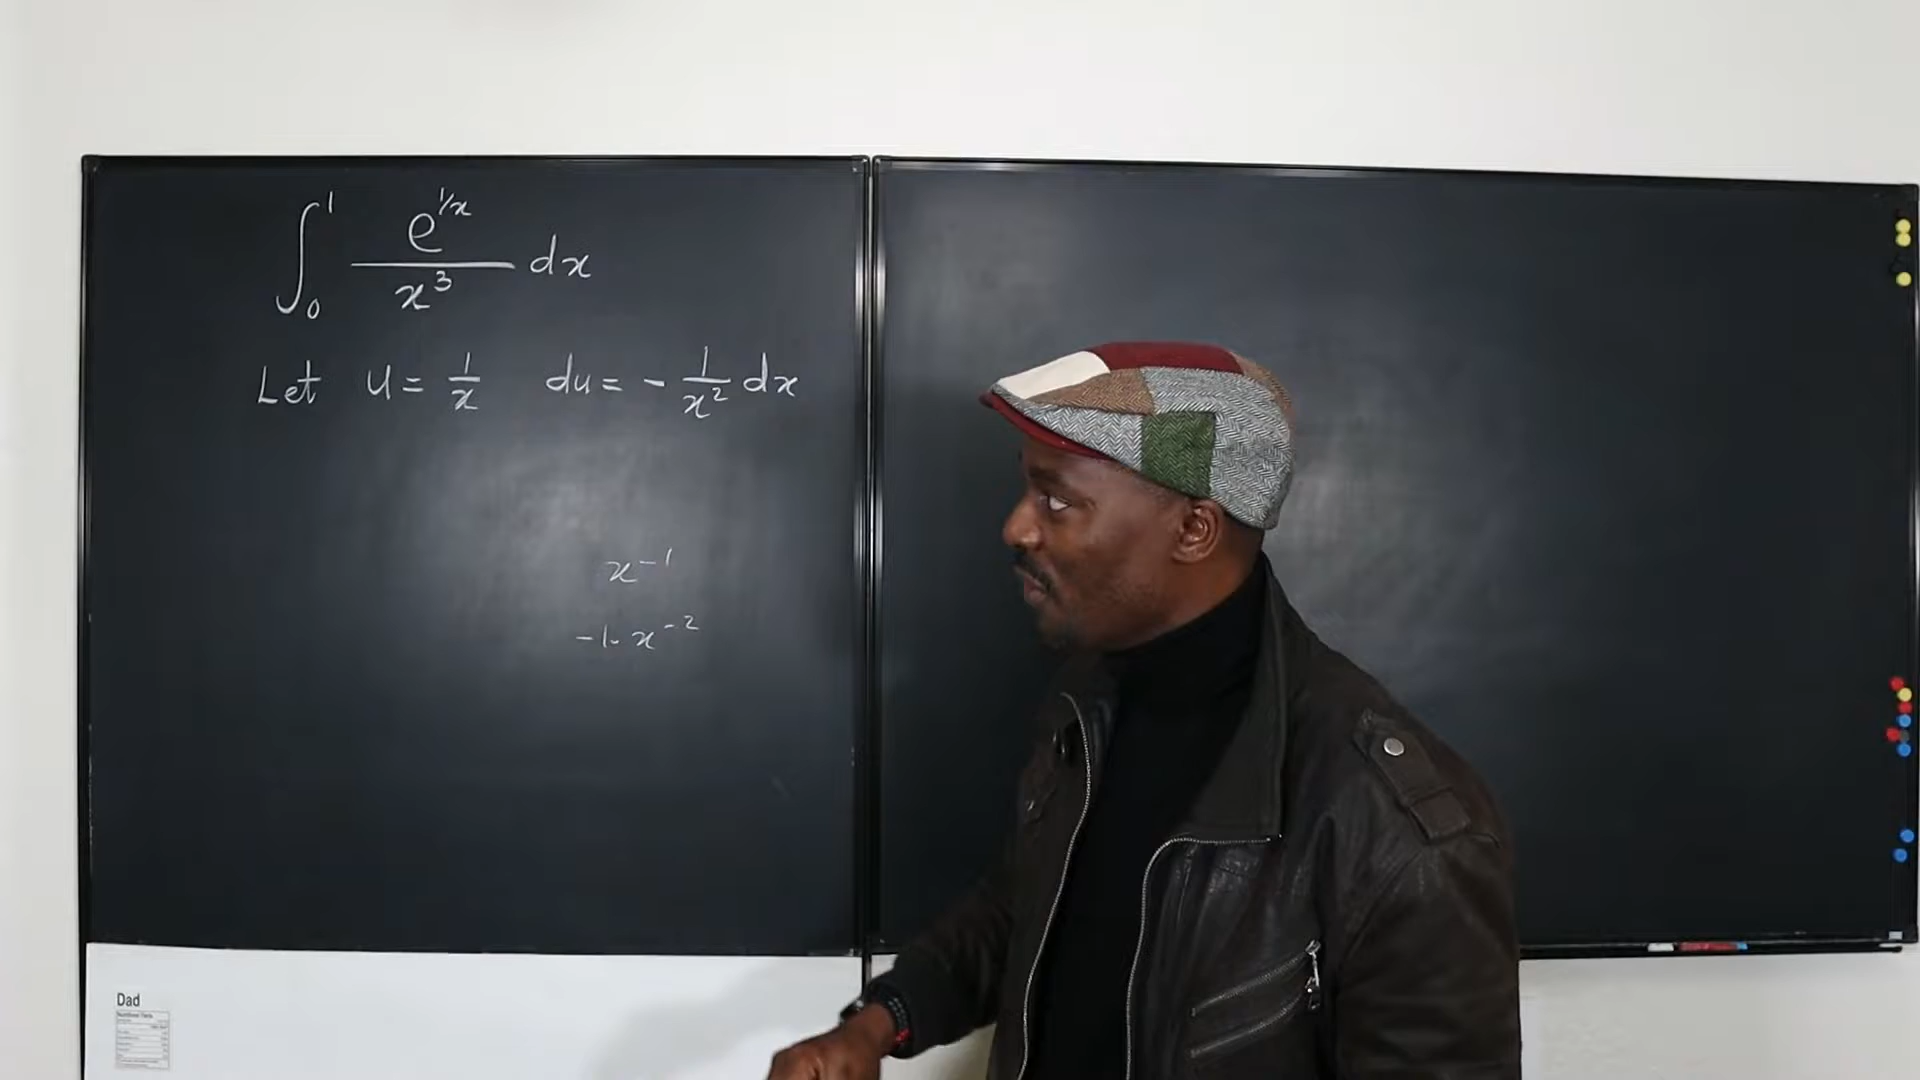 ∫₀¹ e^(1/x)/x³ dx
Let u = 1/x du = - 1/x² dx
x⁻¹
-1· x⁻²
Dad